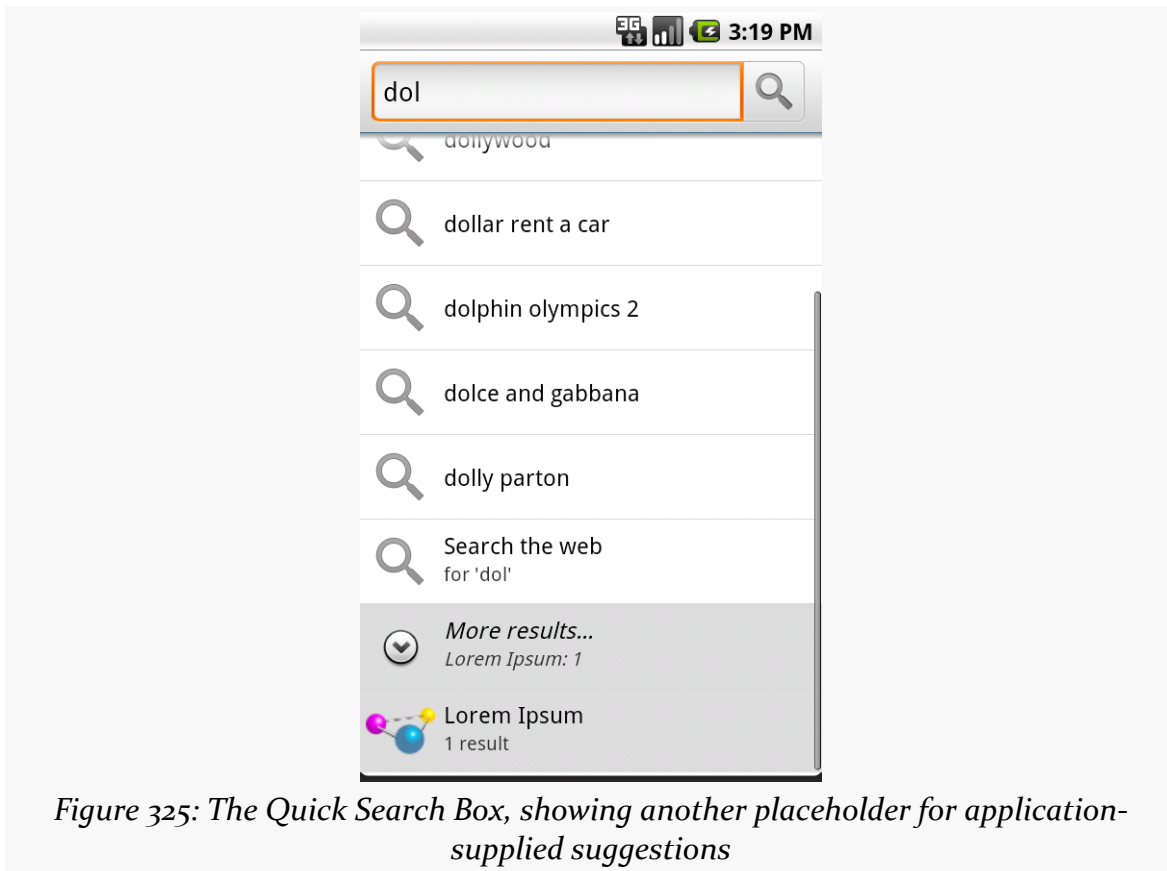 3G 3:19 PM
dol
dollywood
dollar rent a car
dolphin olympics 2
dolce and gabbana
dolly parton
Search the web
for 'dol'
More results...
Lorem Ipsum: 1
Lorem Ipsum
1 result
Figure 325: The Quick Search Box, showing another placeholder for application-
supplied suggestions